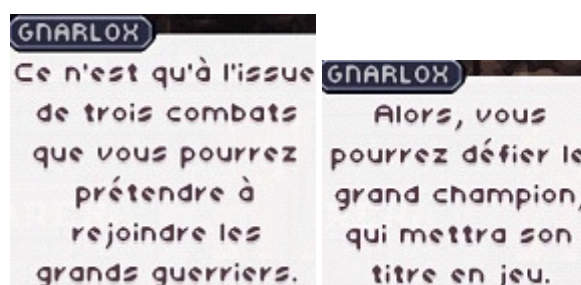 GNARLOX
Ce n'est qu'à l'issue
de trois combats
que vous pourrez
prétendre à
rejoindre les
grands guerriers.
GNARLOX
Alors, vous
pourrez défier le
grand champion,
qui mettra son
titre en jeu.